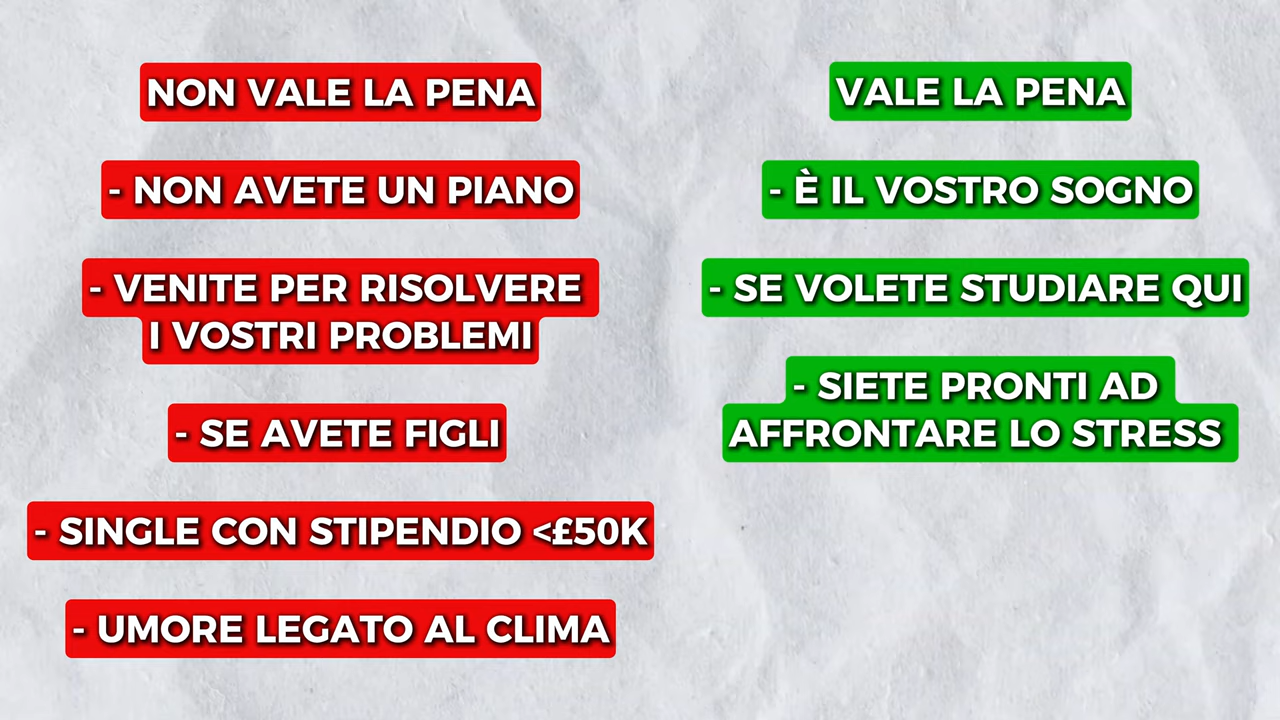 NON VALE LA PENA
- NON AVETE UN PIANO
- VENITE PER RISOLVERE
I VOSTRI PROBLEMI
- SE AVETE FIGLI
- SINGLE CON STIPENDIO <£50K
- UMORE LEGATO AL CLIMA
VALE LA PENA
- È IL VOSTRO SOGNO
- SE VOLETE STUDIARE QUI
- SIETE PRONTI AD
AFFRONTARE LO STRESS